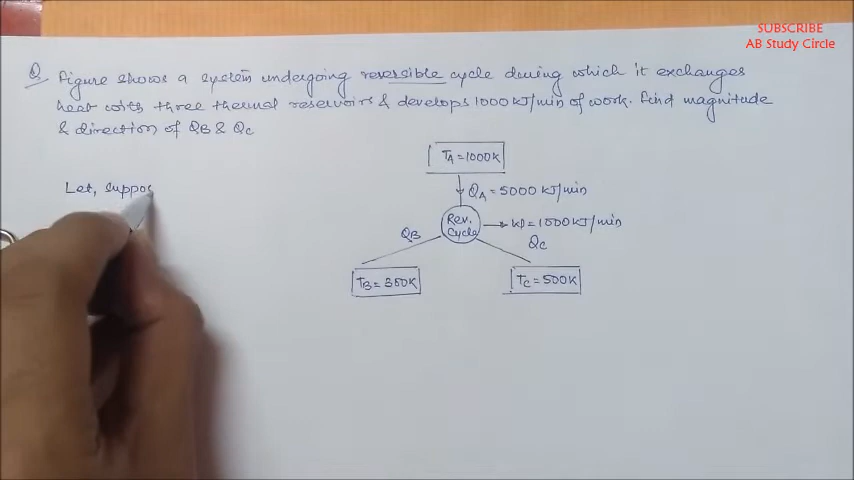 SUBSCRIBE
AB Study Circle
Q Figure shows a system undergoing reversible cycle during which it exchanges
heat with three thermal reservoirs & develops 1000 kJ/min of work. Find magnitude
& direction of QB & QC
TA = 1000K
Let, suppos
QA = 5000 kJ/min
Rev. Cycle
= 1000 kJ/min
QB
QC
TC = 500K